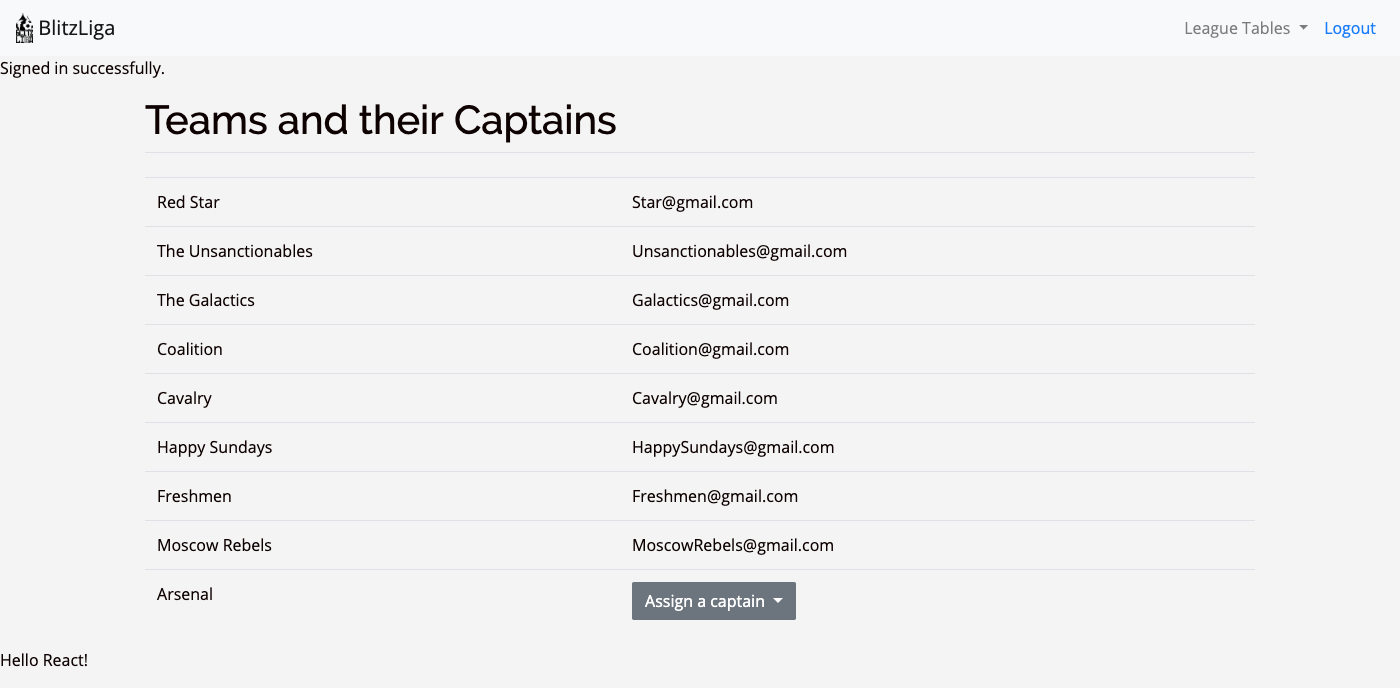 BlitzLiga League Tables Logout
Signed in successfully.
Teams and their Captains
Red Star Star@gmail.com
The Unsanctionables Unsanctionables@gmail.com
The Galactics Galactics@gmail.com
Coalition Coalition@gmail.com
Cavalry Cavalry@gmail.com
Happy Sundays HappySundays@gmail.com
Freshmen Freshmen@gmail.com
Moscow Rebels MoscowRebels@gmail.com
Arsenal Assign a captain
Hello React!